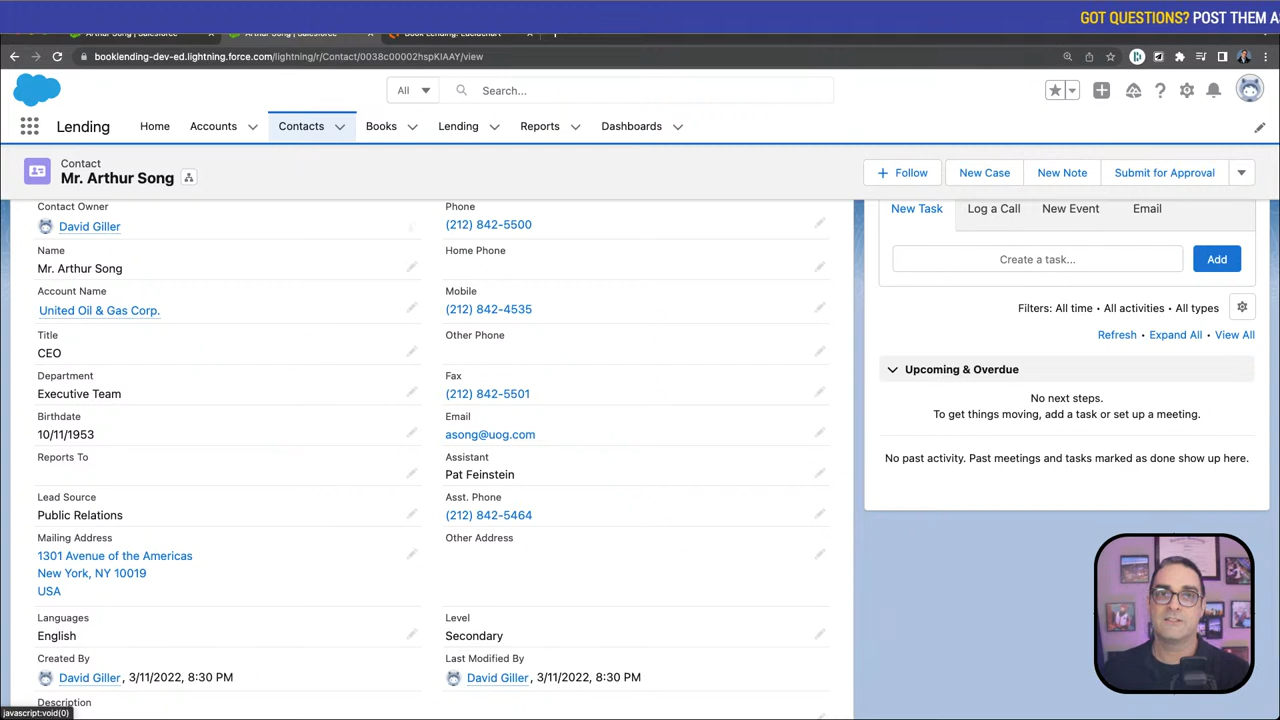 GOT QUESTIONS? POST THEM A
booklending-dev-ed.lightning.force.com/lightning/r/Contact/0038c00002hspKIAAY/view
All
Search...
Lending
Home
Accounts
Contacts
Books
Lending
Reports
Dashboards
Contact
Mr. Arthur Song
Follow
New Case
New Note
Submit for Approval
Contact Owner
David Giller
Name
Mr. Arthur Song
Account Name
United Oil & Gas Corp.
Title
CEO
Department
Executive Team
Birthdate
10/11/1953
Reports To
Lead Source
Public Relations
Mailing Address
1301 Avenue of the Americas
New York, NY 10019
USA
Languages
English
Created By
David Giller, 3/11/2022, 8:30 PM
Description
Phone
(212) 842-5500
Home Phone
Mobile
(212) 842-4535
Other Phone
Fax
(212) 842-5501
Email
asong@uog.com
Assistant
Pat Feinstein
Asst. Phone
(212) 842-5464
Other Address
Level
Secondary
Last Modified By
David Giller, 3/11/2022, 8:30 PM
New Task
Log a Call
New Event
Email
Create a task...
Add
Filters: All time • All activities • All types
Refresh • Expand All • View All
Upcoming & Overdue
No next steps.
To get things moving, add a task or set up a meeting.
No past activity. Past meetings and tasks marked as done show up here.
javascript:void(0)